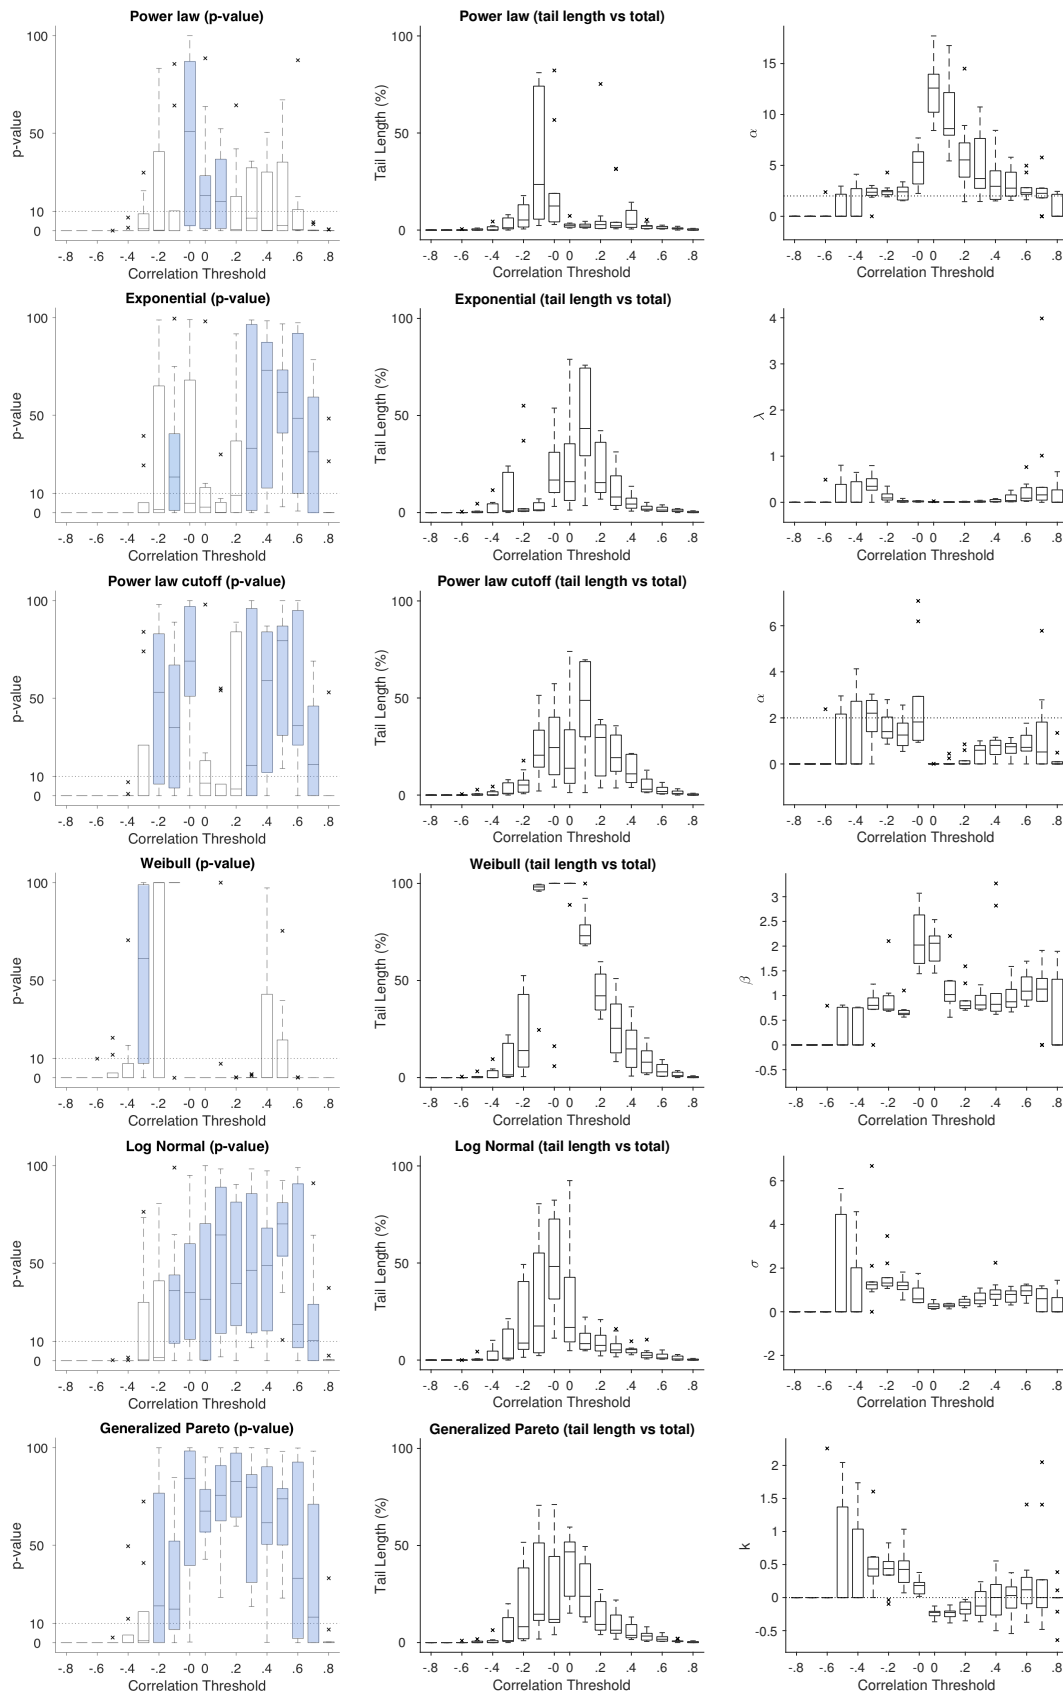 Power law (p-value)
Power law (tail length vs total)
100
50
10
0
p-value
-.8 -.6 -.4 -.2 -0 0 .2 .4 .6 .8
Correlation Threshold
100
50
0
Tail Length (%)
-.8 -.6 -.4 -.2 -0 0 .2 .4 .6 .8
Correlation Threshold
15
10
5
0
α
-.8 -.6 -.4 -.2 -0 0 .2 .4 .6 .8
Correlation Threshold
Exponential (p-value)
Exponential (tail length vs total)
100
50
10
0
p-value
-.8 -.6 -.4 -.2 -0 0 .2 .4 .6 .8
Correlation Threshold
100
50
0
Tail Length (%)
-.8 -.6 -.4 -.2 -0 0 .2 .4 .6 .8
Correlation Threshold
4
3
2
1
0
λ
-.8 -.6 -.4 -.2 -0 0 .2 .4 .6 .8
Correlation Threshold
Power law cutoff (p-value)
Power law cutoff (tail length vs total)
100
50
10
0
p-value
-.8 -.6 -.4 -.2 -0 0 .2 .4 .6 .8
Correlation Threshold
100
50
0
Tail Length (%)
-.8 -.6 -.4 -.2 -0 0 .2 .4 .6 .8
Correlation Threshold
6
4
2
0
α
-.8 -.6 -.4 -.2 -0 0 .2 .4 .6 .8
Correlation Threshold
Weibull (p-value)
Weibull (tail length vs total)
100
50
10
0
p-value
-.8 -.6 -.4 -.2 -0 0 .2 .4 .6 .8
Correlation Threshold
100
50
0
Tail Length (%)
-.8 -.6 -.4 -.2 -0 0 .2 .4 .6 .8
Correlation Threshold
3
2.5
2
1.5
1
0.5
0
-0.5
β
-.8 -.6 -.4 -.2 -0 0 .2 .4 .6 .8
Correlation Threshold
Log Normal (p-value)
Log Normal (tail length vs total)
100
50
10
0
p-value
-.8 -.6 -.4 -.2 -0 0 .2 .4 .6 .8
Correlation Threshold
100
50
0
Tail Length (%)
-.8 -.6 -.4 -.2 -0 0 .2 .4 .6 .8
Correlation Threshold
6
4
2
0
-2
σ
-.8 -.6 -.4 -.2 -0 0 .2 .4 .6 .8
Correlation Threshold
Generalized Pareto (p-value)
Generalized Pareto (tail length vs total)
100
50
10
0
p-value
-.8 -.6 -.4 -.2 -0 0 .2 .4 .6 .8
Correlation Threshold
100
50
0
Tail Length (%)
-.8 -.6 -.4 -.2 -0 0 .2 .4 .6 .8
Correlation Threshold
2
1.5
1
0.5
0
-0.5
k
-.8 -.6 -.4 -.2 -0 0 .2 .4 .6 .8
Correlation Threshold